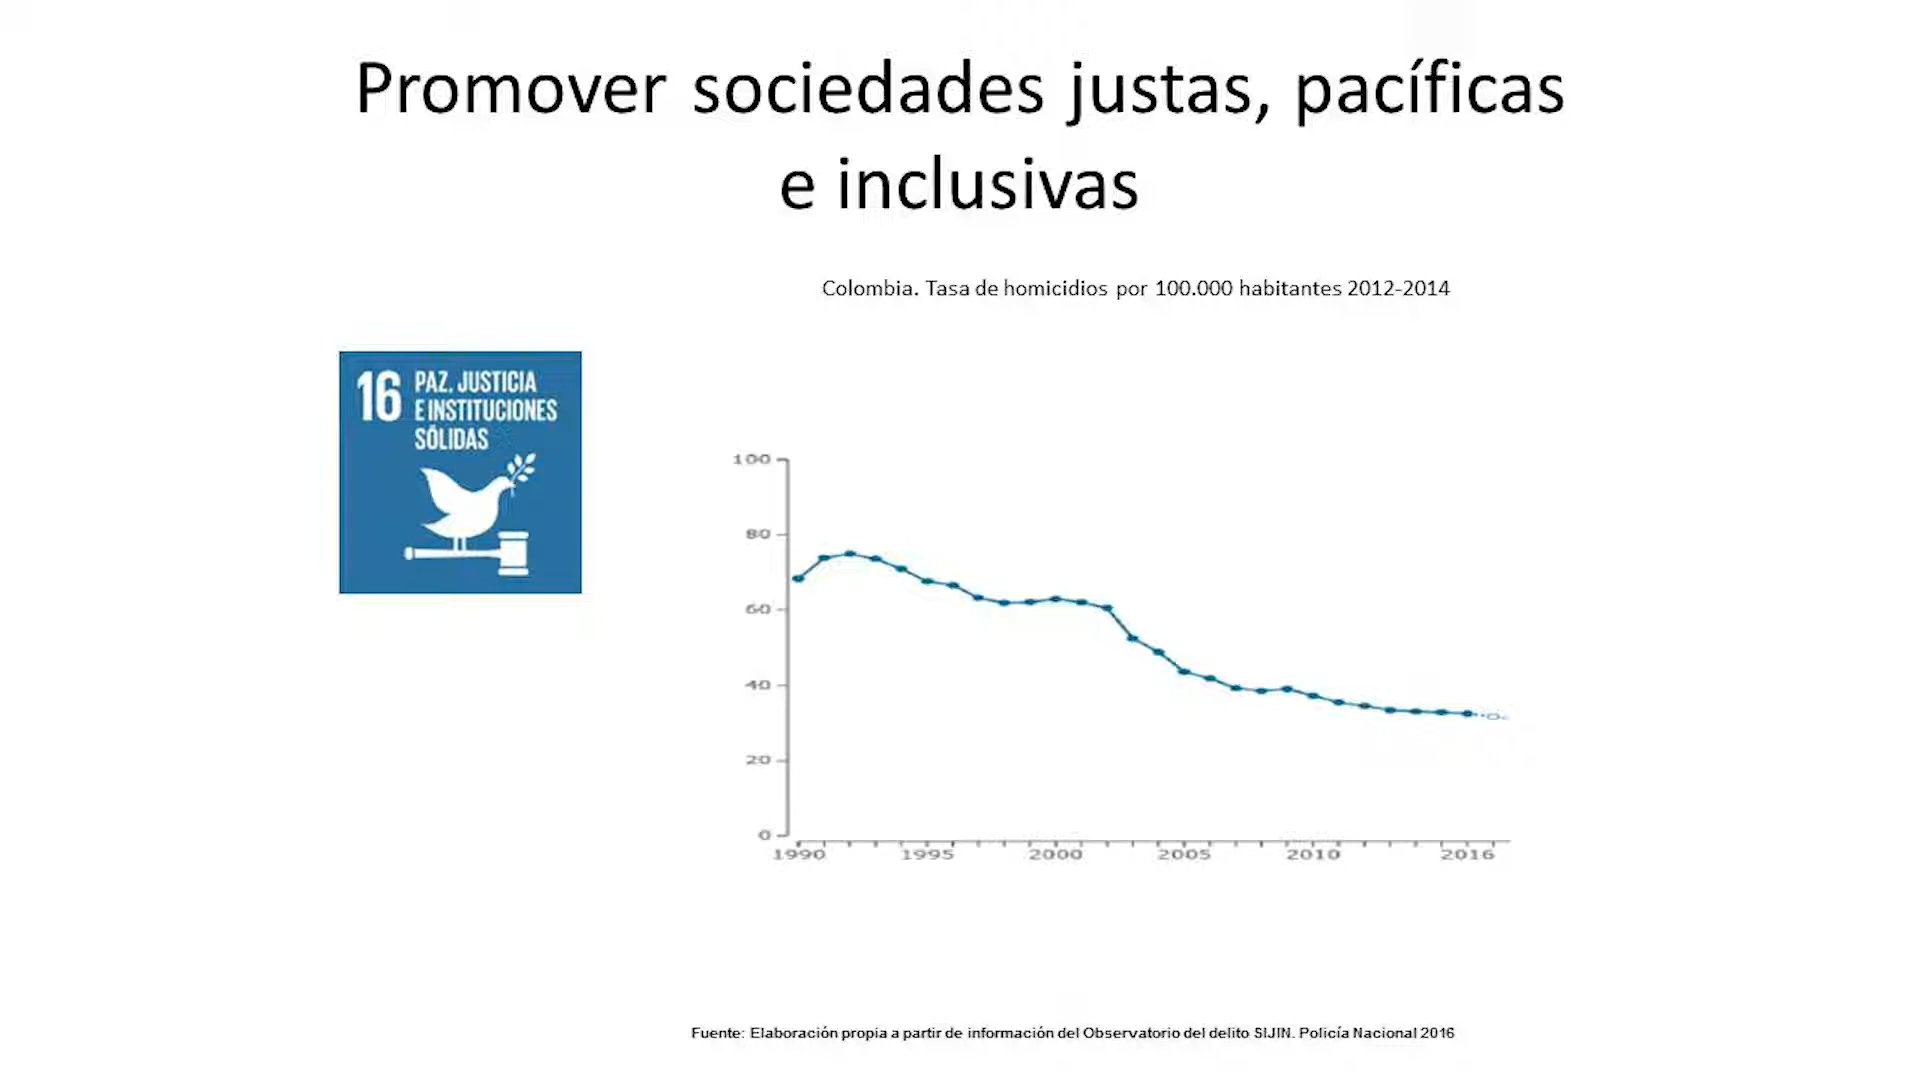 Promover sociedades justas, pacíficas
e inclusivas
Colombia. Tasa de homicidios por 100.000 habitantes 2012-2014
16 PAZ, JUSTICIA
E INSTITUCIONES
SÓLIDAS
100
80
60
40
20
0
1990 1995 2000 2005 2010 2016
Fuente: Elaboración propia a partir de información del Observatorio del delito SIJIN. Policía Nacional 2016